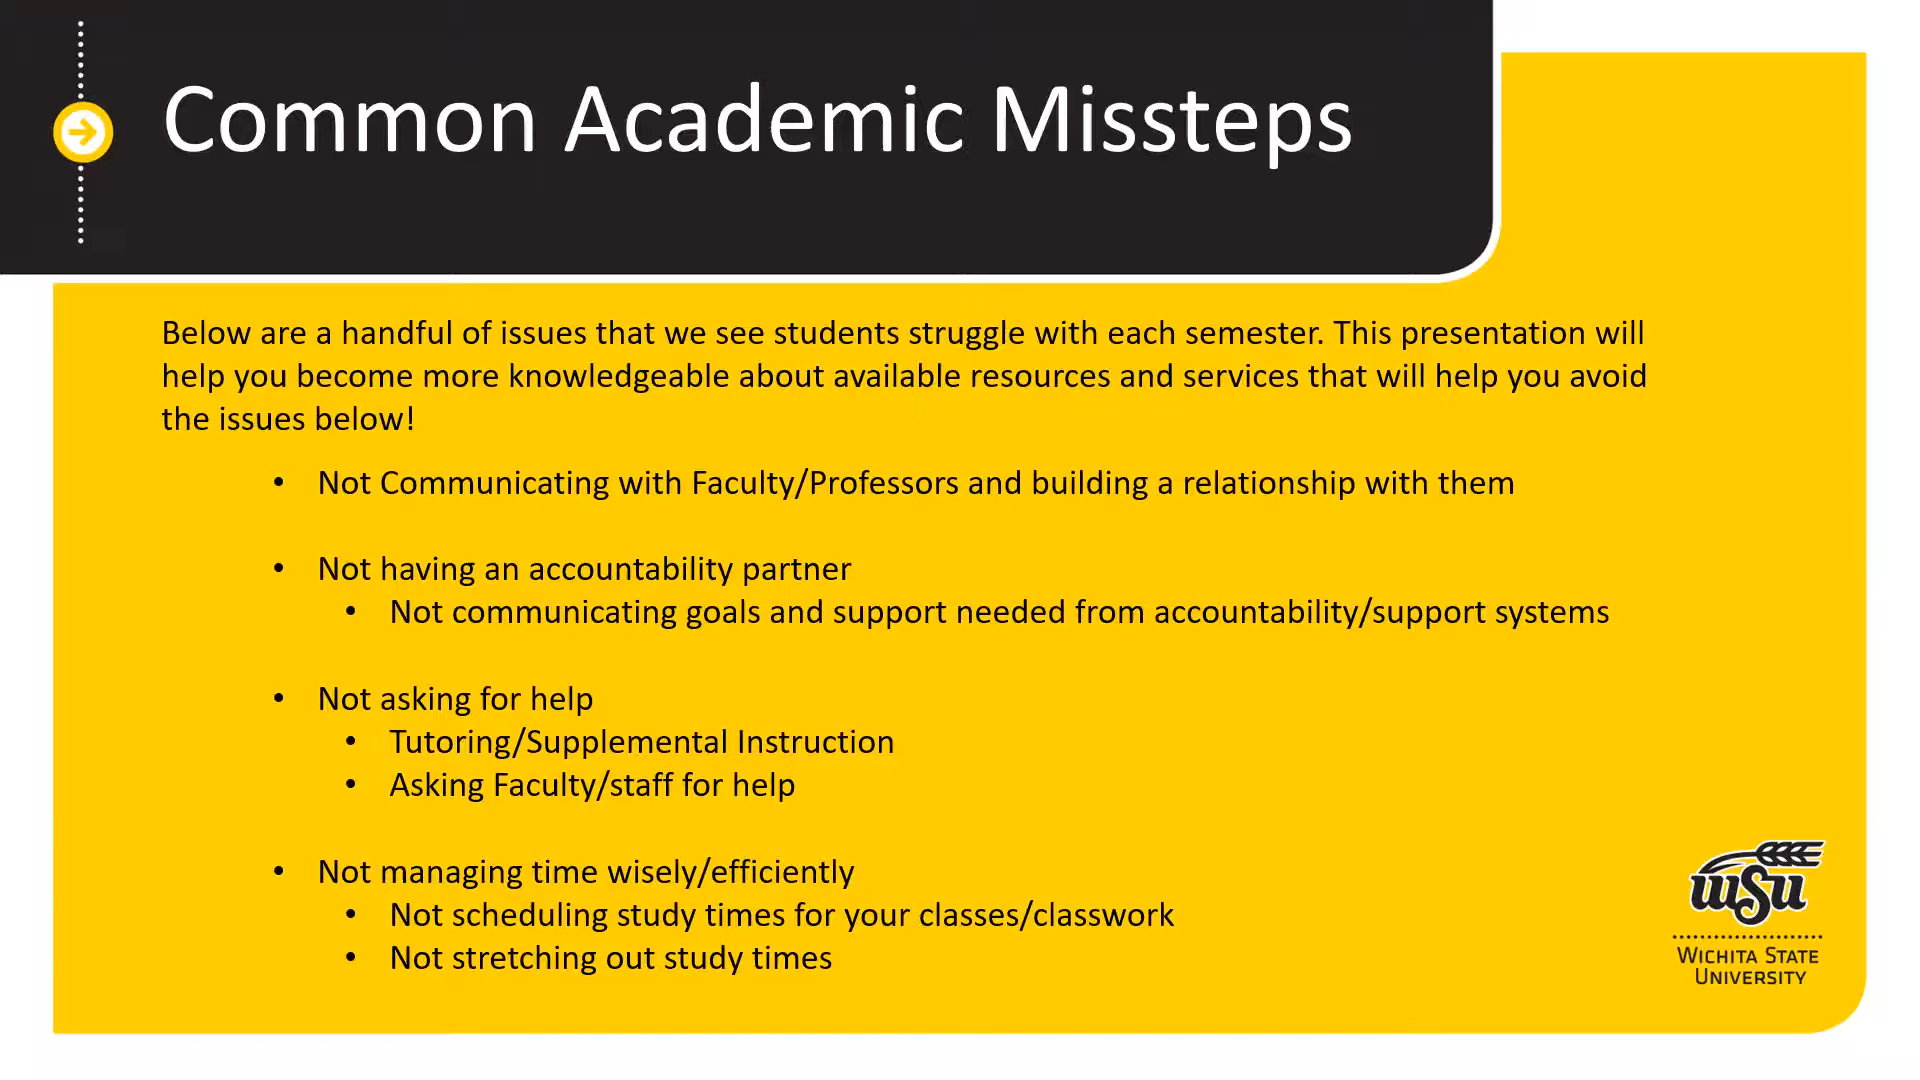 Common Academic Missteps
Below are a handful of issues that we see students struggle with each semester. This presentation will
help you become more knowledgeable about available resources and services that will help you avoid
the issues below!
• Not Communicating with Faculty/Professors and building a relationship with them
• Not having an accountability partner
• Not communicating goals and support needed from accountability/support systems
• Not asking for help
• Tutoring/Supplemental Instruction
• Asking Faculty/staff for help
• Not managing time wisely/efficiently
• Not scheduling study times for your classes/classwork
• Not stretching out study times
WSU
WICHITA STATE
UNIVERSITY